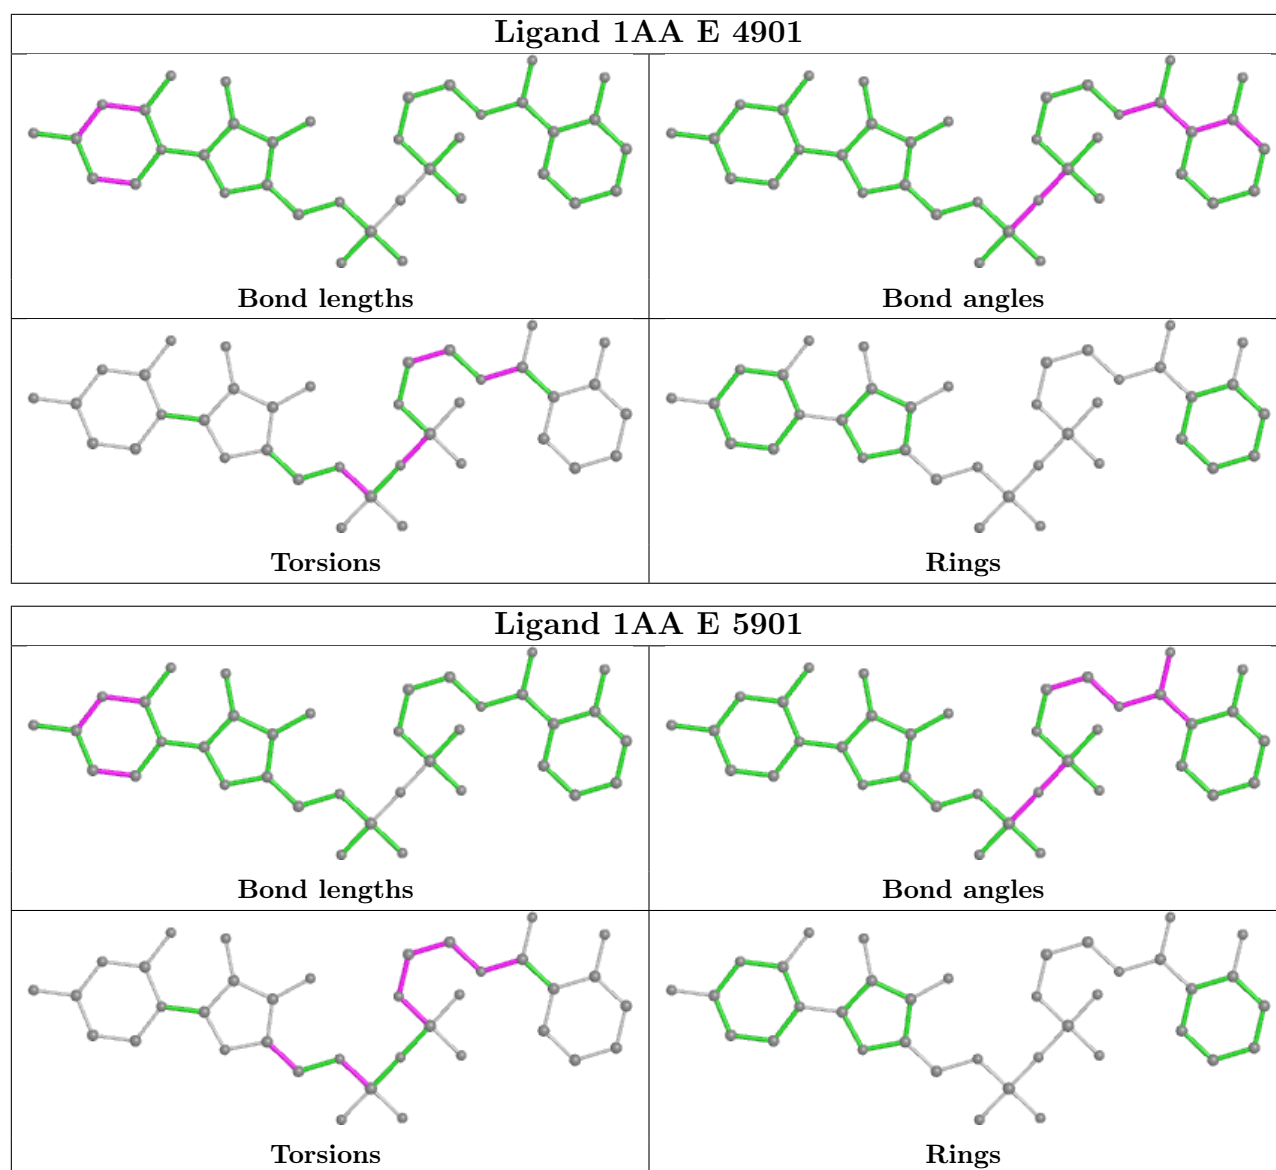 Ligand 1AA E 4901
Bond lengths
Bond angles
Torsions
Rings
Ligand 1AA E 5901
Bond lengths
Bond angles
Torsions
Rings